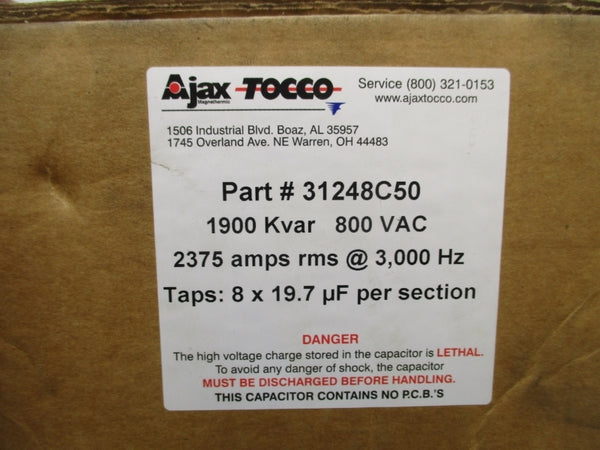 Ajax TOCCO
Magnethermic
Service (800) 321-0153
www.ajaxtocco.com
1506 Industrial Blvd. Boaz, AL 35957
1745 Overland Ave. NE Warren, OH 44483
Part # 31248C50
1900 Kvar 800 VAC
2375 amps rms @ 3,000 Hz
Taps: 8 x 19.7 µF per section
DANGER
The high voltage charge stored in the capacitor is LETHAL.
To avoid any danger of shock, the capacitor
MUST BE DISCHARGED BEFORE HANDLING.
THIS CAPACITOR CONTAINS NO P.C.B.'S